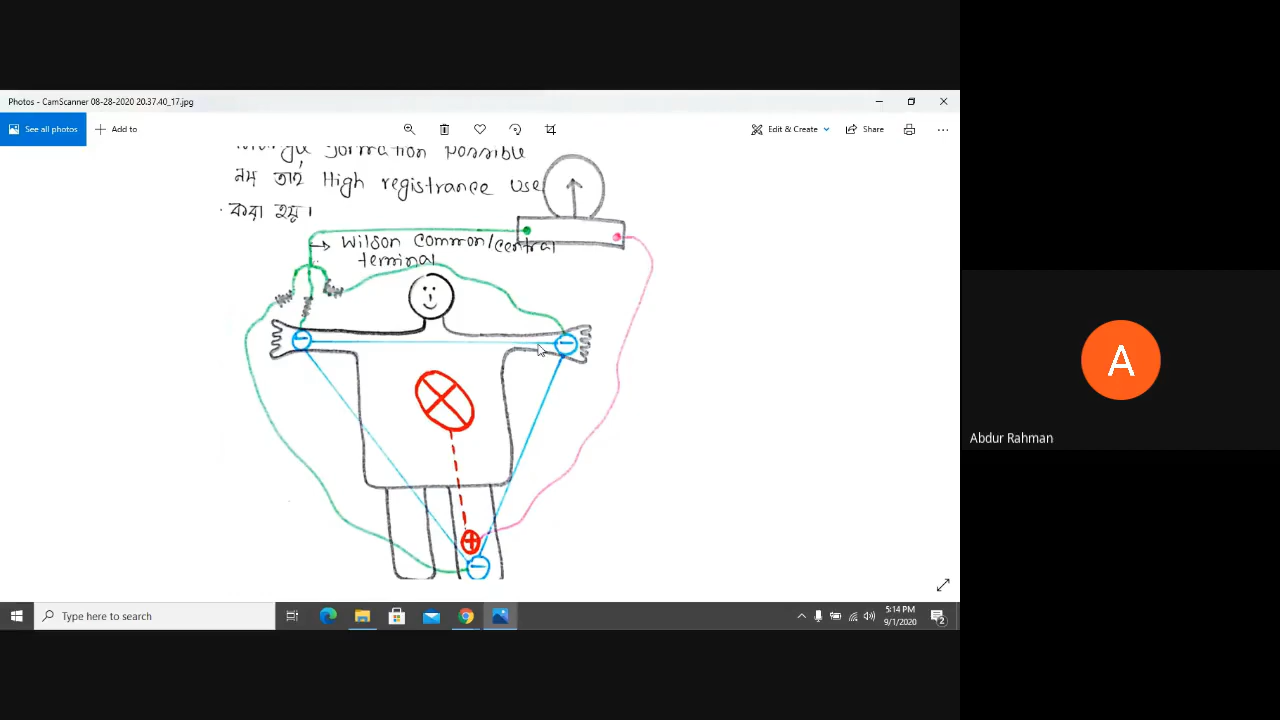 Photos - CamScanner 08-28-2020 20.37.40_17.jpg
See all photos
Add to
Edit & Create
Share
formation possible
নয় তাই High registrance use
করা হয়।
Wilson Common/central
terminal
A
Abdur Rahman
Type here to search
5:14 PM
9/1/2020
2